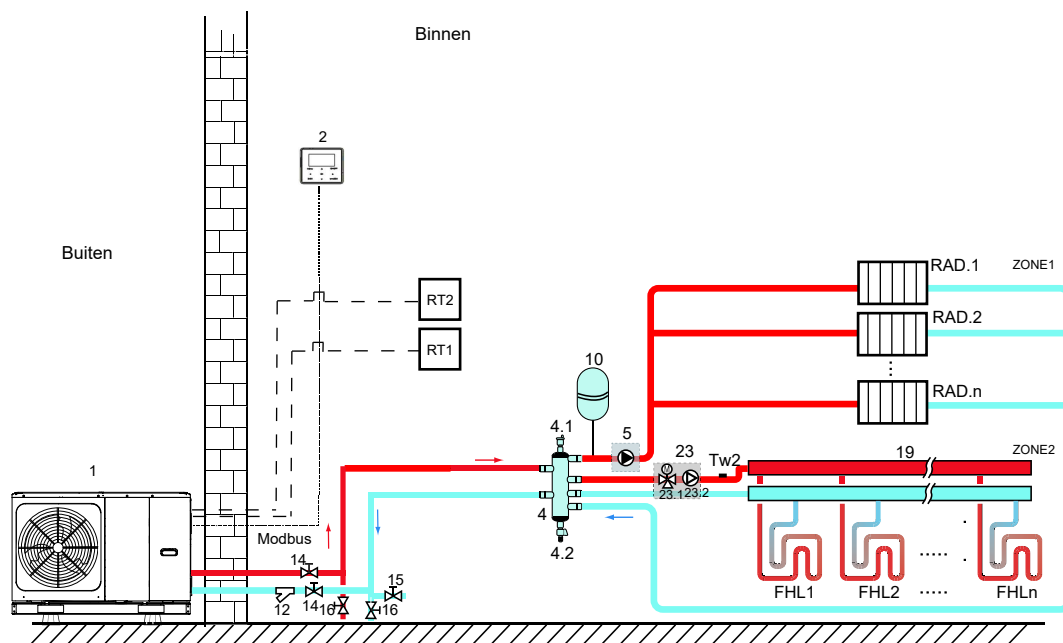 Binnen
2
Buiten
RT2
RT1
RAD.1
ZONE1
RAD.2
RAD.n
10
4.1
5
23
Tw2
19
ZONE2
M
23.1
23.2
1
4
4.2
Modbus
14
12
14
16
16
15
FHL1
FHL2
FHLn